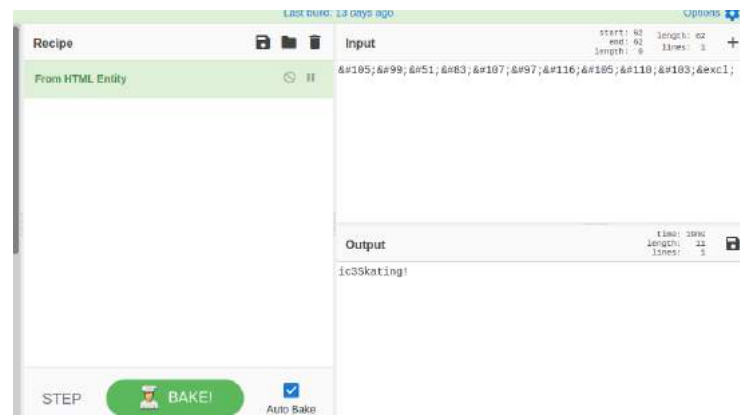 Last build: 13 days ago
Options
Recipe
Input
start: 62
end: 62
length: 0
length: 62
lines: 1
+
From HTML Entity
&#105;&#99;&#51;&#83;&#107;&#97;&#116;&#105;&#110;&#103;&excl;
Output
length: 11
lines: 1
ic3Skating!
STEP
BAKE!
Auto Bake